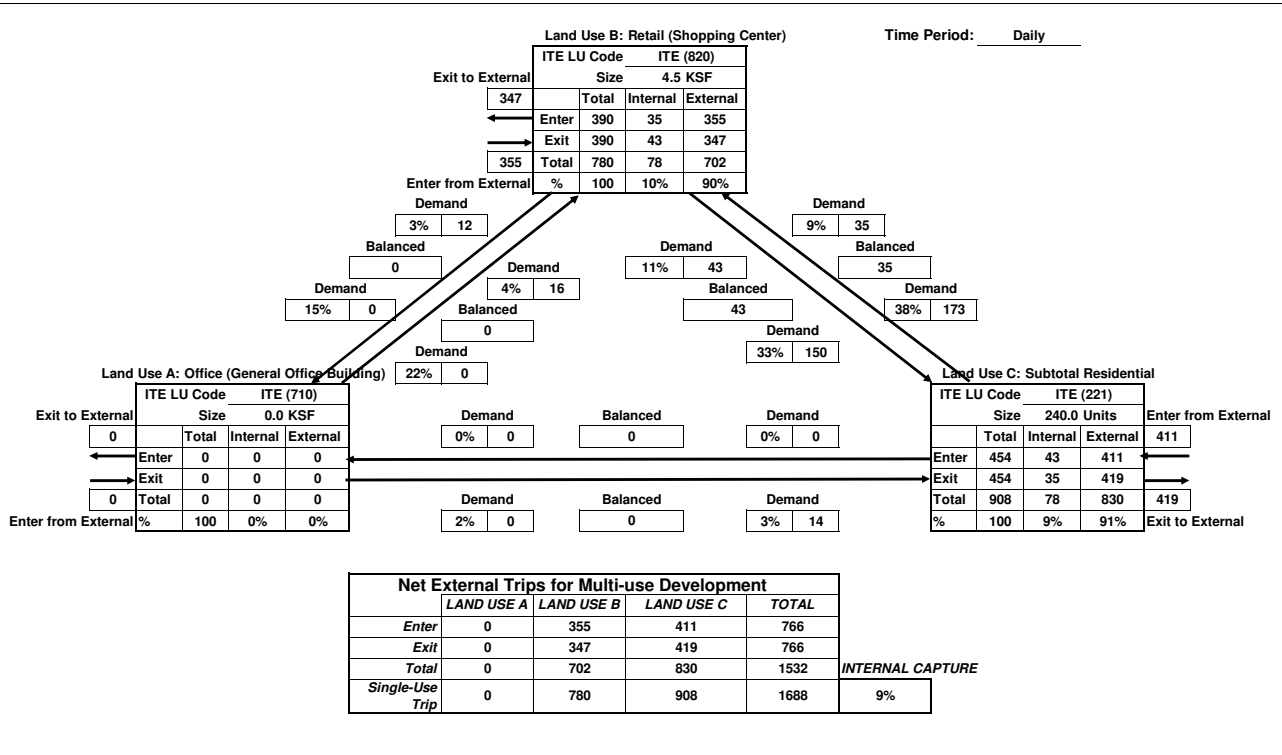 Land Use B: Retail (Shopping Center) Time Period: Daily
ITE LU Code ITE (820)
Exit to External Size 4.5 KSF
347 Total Internal External
Enter 390 35 355
Exit 390 43 347
355 Total 780 78 702
Enter from External % 100 10% 90%
Demand Demand
3% 12 9% 35
Balanced Demand Balanced
0 Demand 11% 43 35
Demand 4% 16 Balanced Demand
15% 0 Balanced 43 38% 173
0 Demand
Demand 33% 150
Land Use A: Office (General Office Building) 22% 0 Land Use C: Subtotal Residential
ITE LU Code ITE (710) ITE LU Code ITE (221)
Exit to External Size 0.0 KSF Demand Balanced Demand Size 240.0 Units Enter from External
0 Total Internal External 0% 0 0 0% 0 Total Internal External 411
Enter 0 0 0 Enter 454 43 411
Exit 0 0 0 Exit 454 35 419
0 Total 0 0 0 Demand Balanced Demand Total 908 78 830 419
Enter from External % 100 0% 0% 2% 0 0 3% 14 % 100 9% 91% Exit to External
Net External Trips for Multi-use Development
LAND USE A LAND USE B LAND USE C TOTAL
Enter 0 355 411 766
Exit 0 347 419 766
Total 0 702 830 1532 INTERNAL CAPTURE
Single-Use
Trip 0 780 908 1688 9%